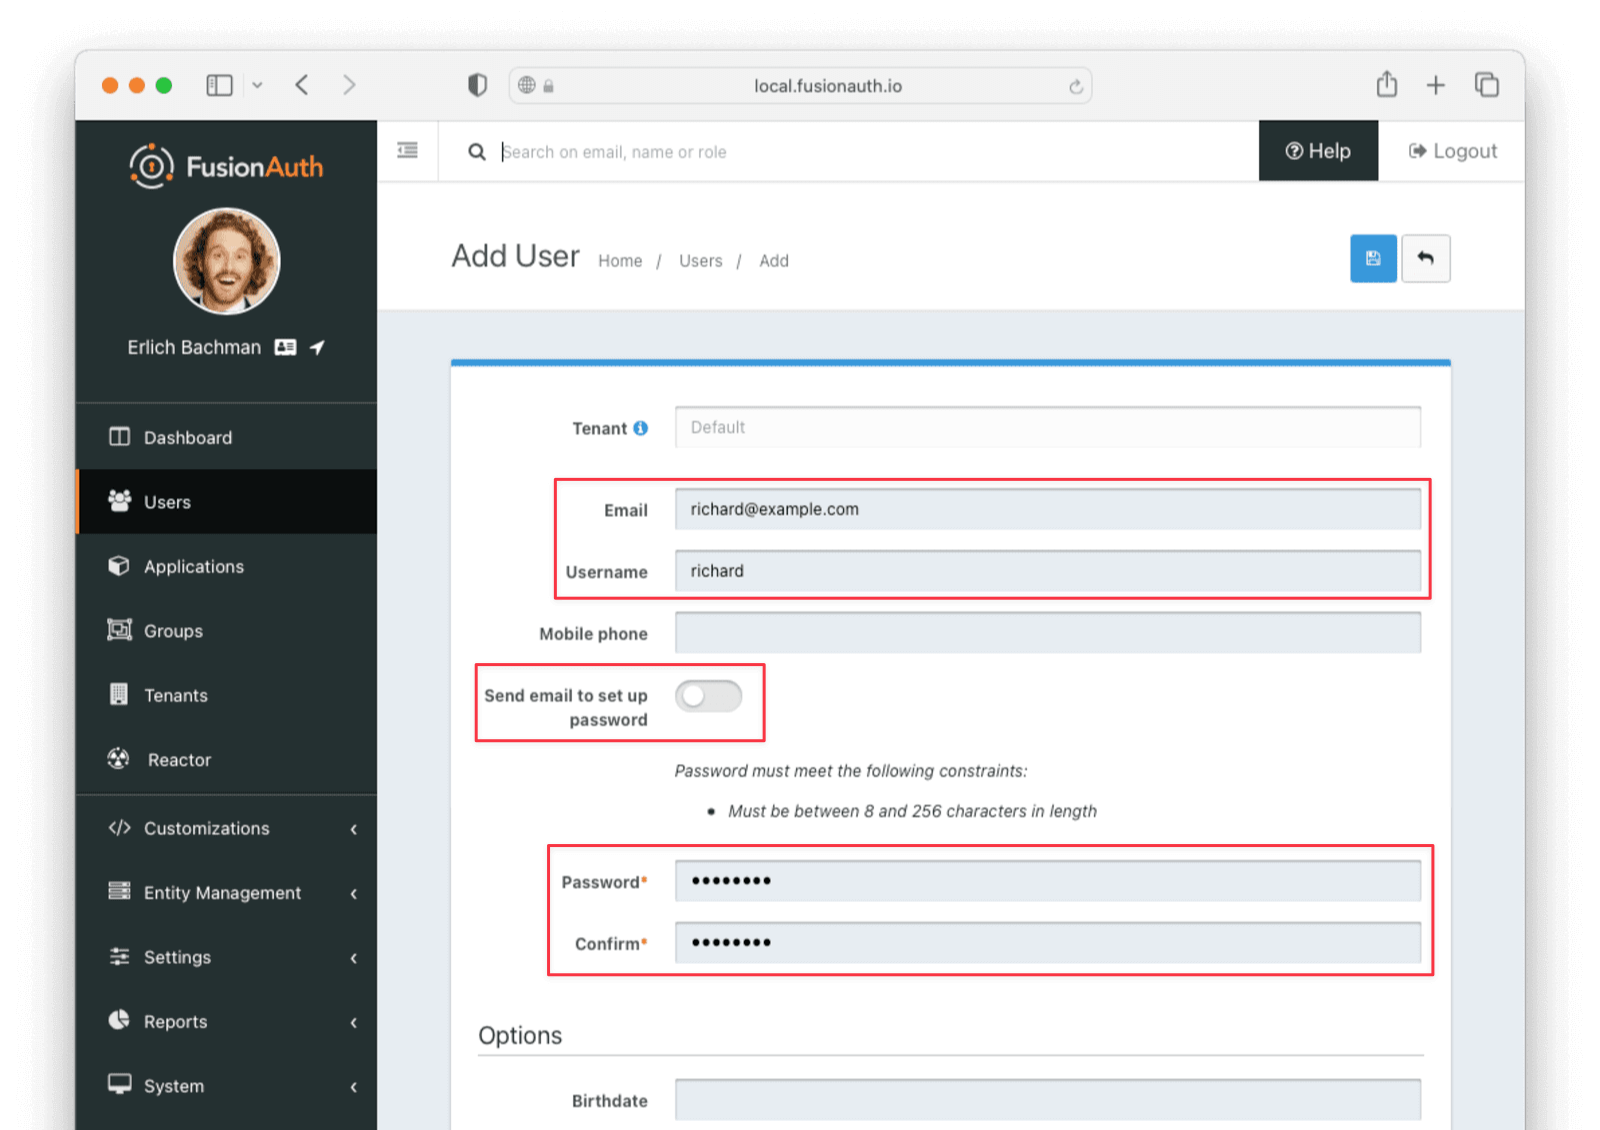 local.fusionauth.io
FusionAuth
Search on email, name or role
Help
Logout
Add User Home / Users / Add
Erlich Bachman
Dashboard
Users
Applications
Groups
Tenants
Reactor
Customizations
Entity Management
Settings
Reports
System
Tenant Default
Email richard@example.com
Username richard
Mobile phone
Send email to set up
password
Password must meet the following constraints:
• Must be between 8 and 256 characters in length
Password* ••••••••
Confirm* ••••••••
Options
Birthdate